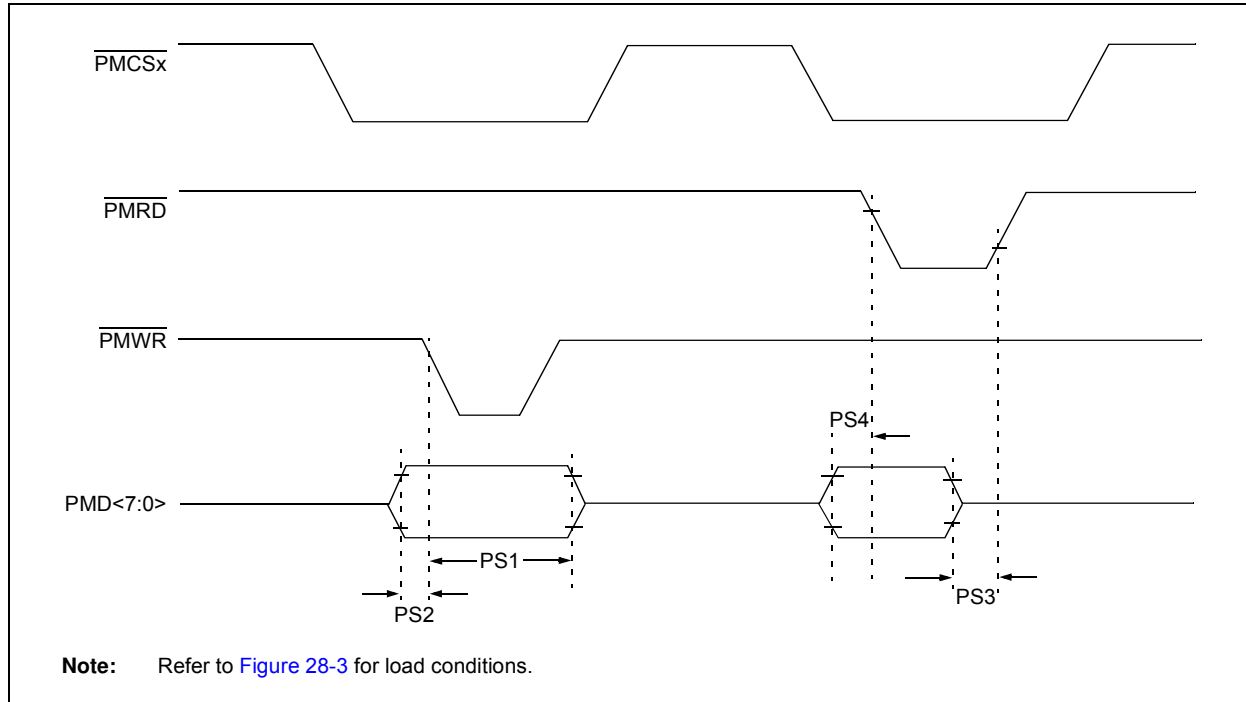 PMCSx
PMRD
PMWR
PS4
PMD<7:0>
PS1
PS2
PS3
Note: Refer to Figure 28-3 for load conditions.